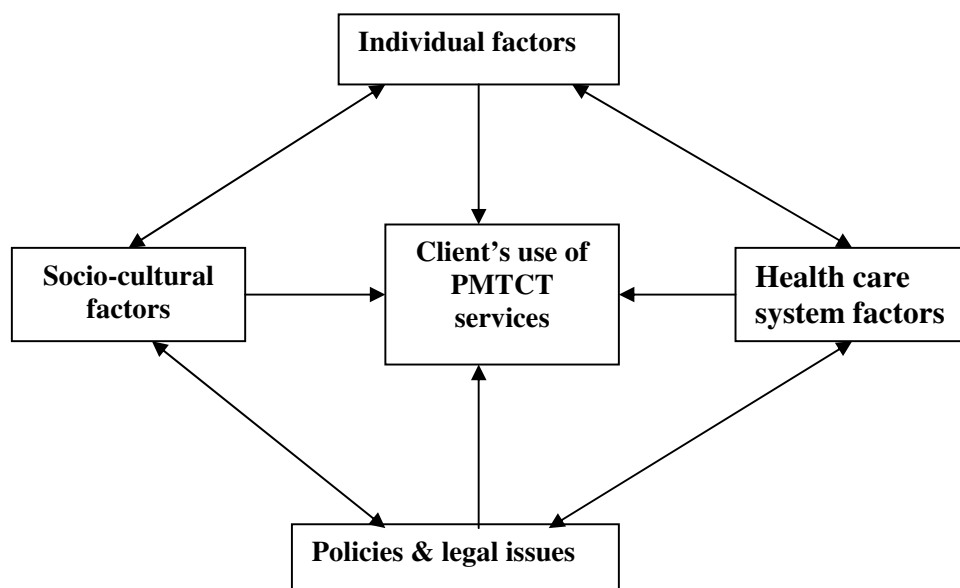 Individual factors
Socio-cultural
factors
Client’s use of
PMTCT
services
Health care
system factors
Policies & legal issues